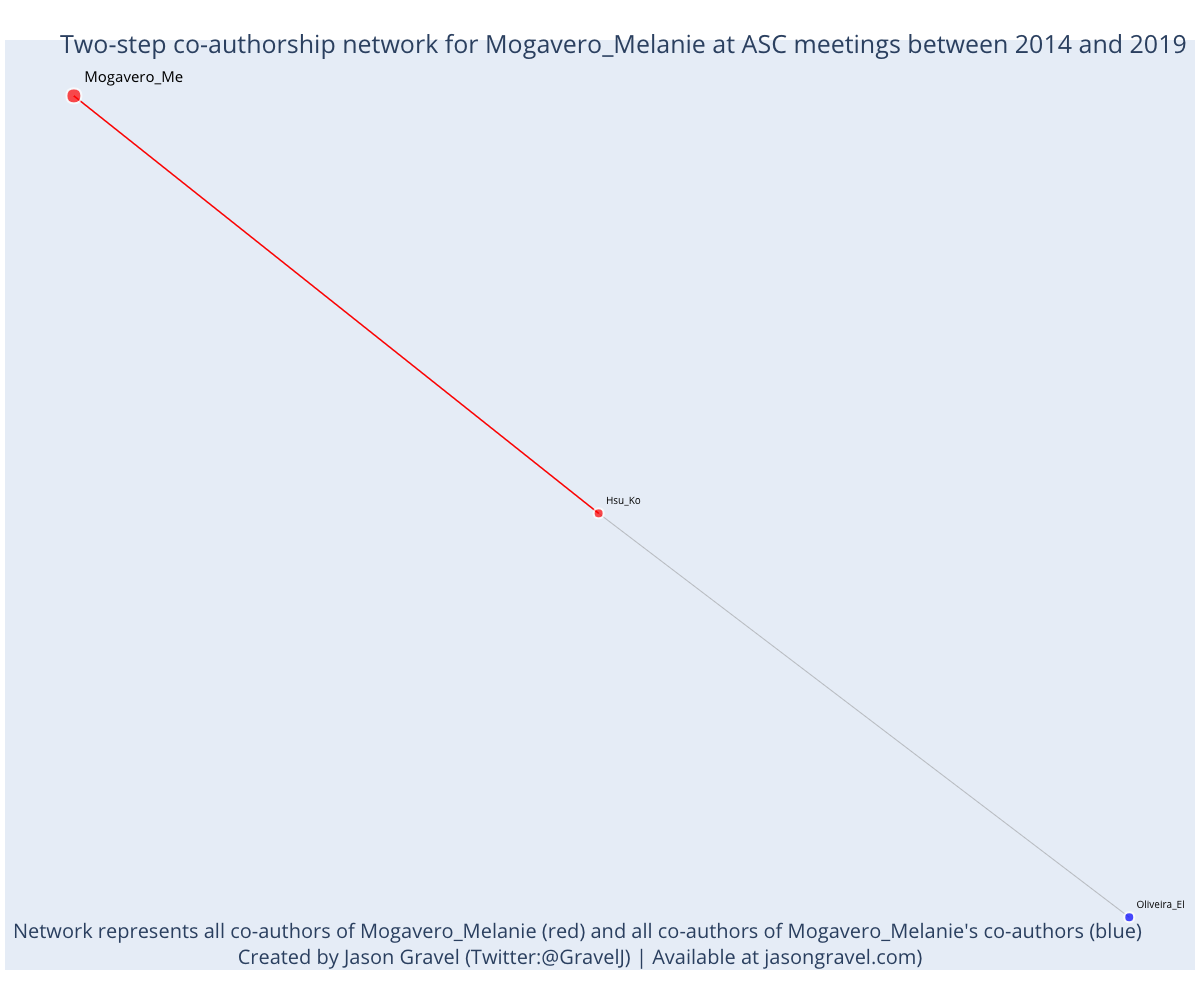 Two-step co-authorship network for Mogavero_Melanie at ASC meetings between 2014 and 2019
Mogavero_Me
Hsu_Ko
Oliveira_El
Network represents all co-authors of Mogavero_Melanie (red) and all co-authors of Mogavero_Melanie's co-authors (blue)
Created by Jason Gravel (Twitter:@GravelJ) | Available at jasongravel.com)